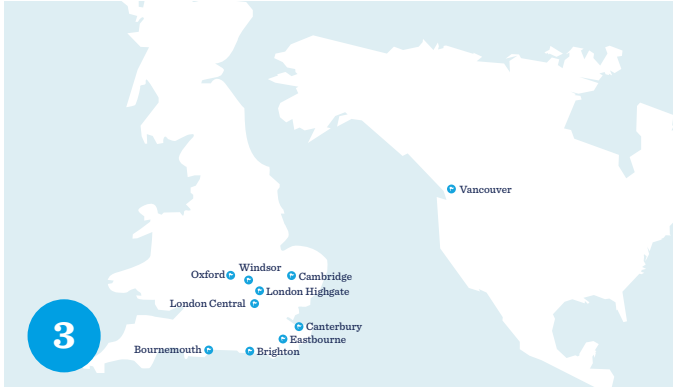 Vancouver
Windsor
Oxford
Cambridge
London Highgate
London Central
Canterbury
Eastbourne
Bournemouth
Brighton
3